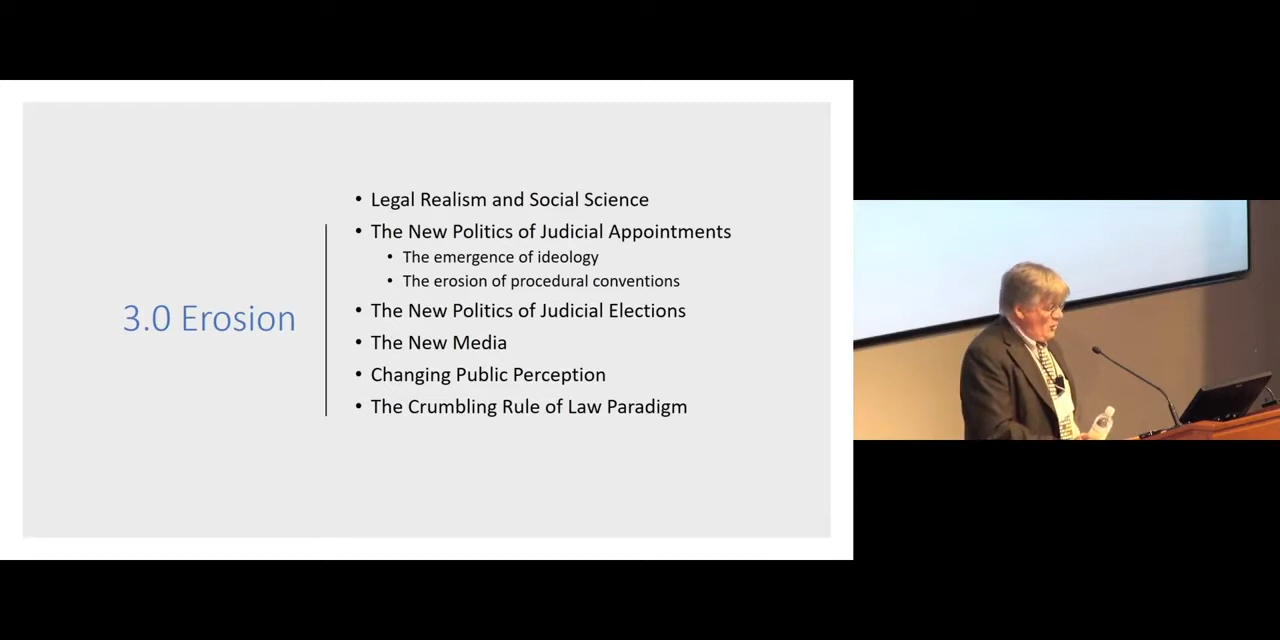 3.0 Erosion
• Legal Realism and Social Science
• The New Politics of Judicial Appointments
• The emergence of ideology
• The erosion of procedural conventions
• The New Politics of Judicial Elections
• The New Media
• Changing Public Perception
• The Crumbling Rule of Law Paradigm